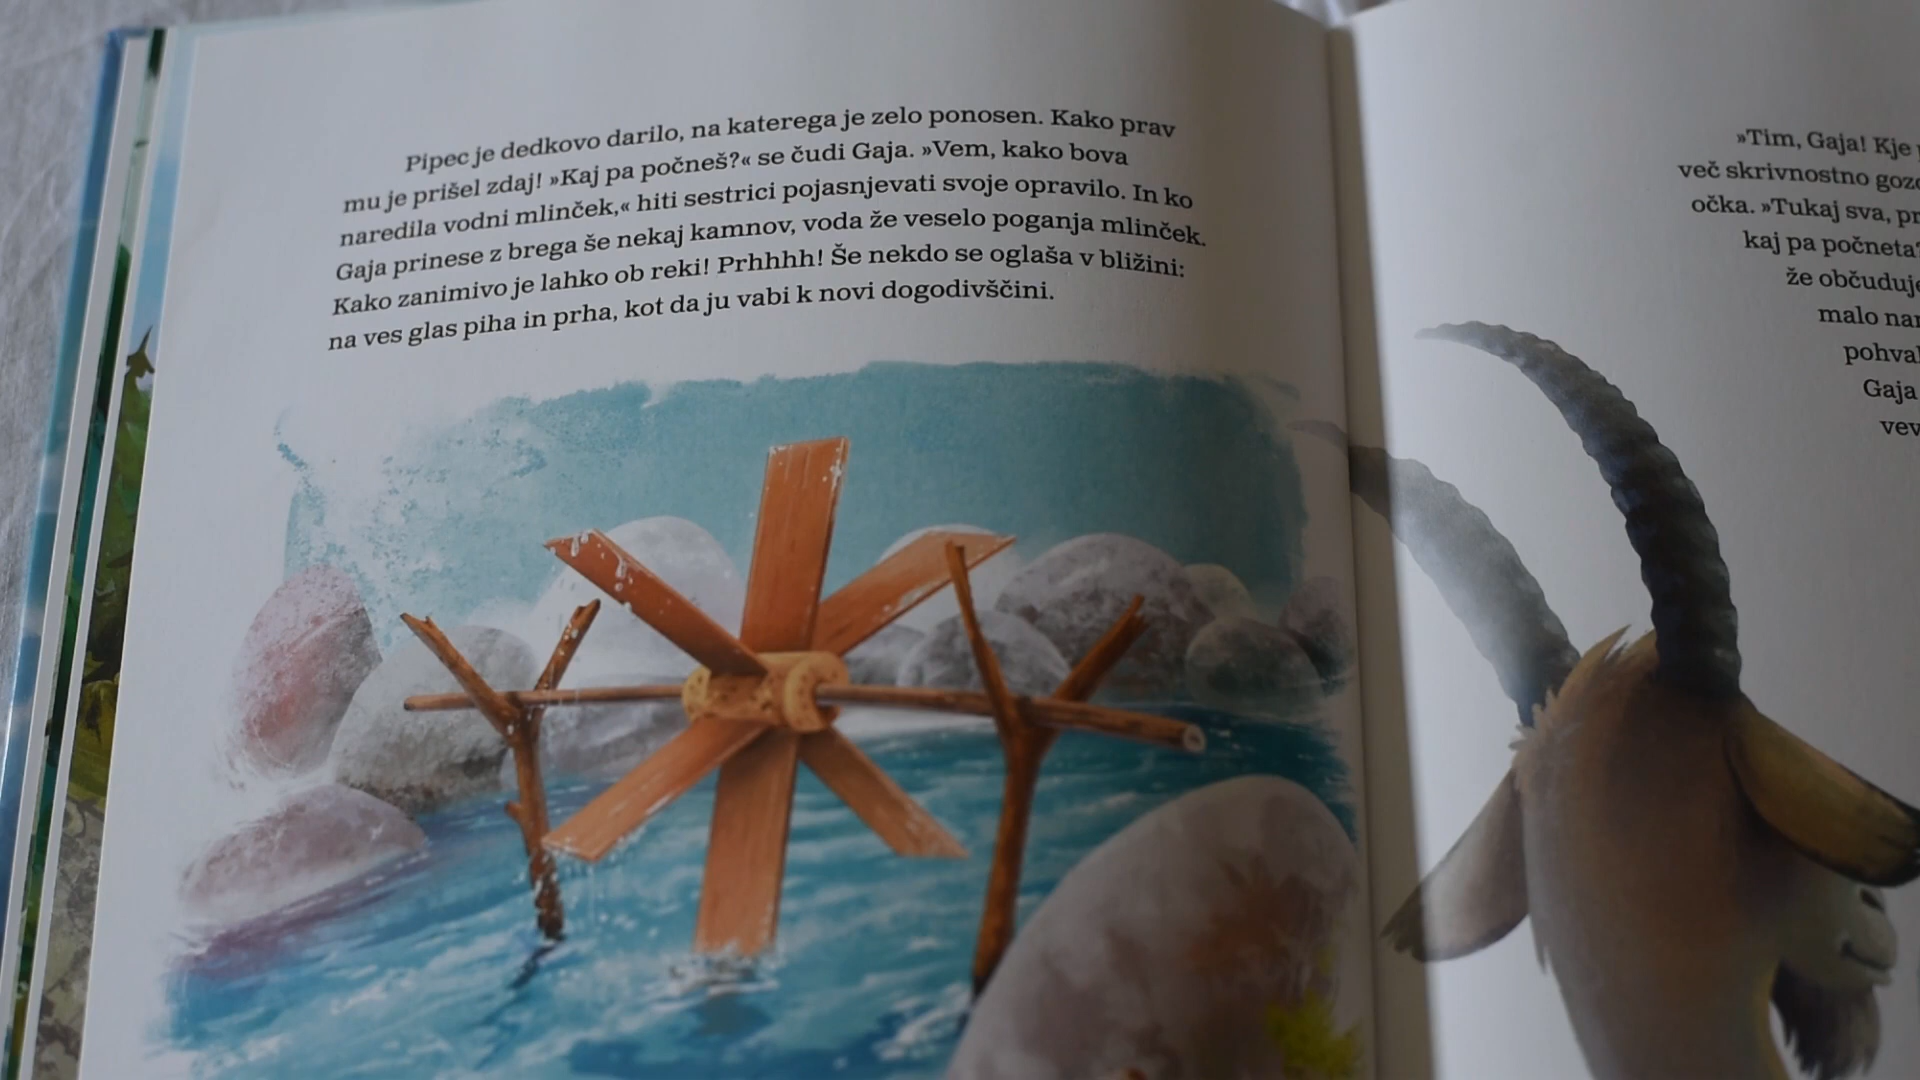 Pipec je dedkovo darilo, na katerega je zelo ponosen. Kako prav
mu je prišel zdaj! »Kaj pa počneš?« se čudi Gaja. »Vem, kako bova
naredila vodni mlinček,« hiti sestrici pojasnjevati svoje opravilo. In ko
Gaja prinese z brega še nekaj kamnov, voda že veselo poganja mlinček.
Kako zanimivo je lahko ob reki! Prhhhh! Še nekdo se oglaša v bližini:
na ves glas piha in prha, kot da ju vabi k novi dogodivščini.
»Tim, Gaja! Kje
več skrivnostno
očka. »Tukaj sva,
kaj pa počneta?
že
malo
Gaja